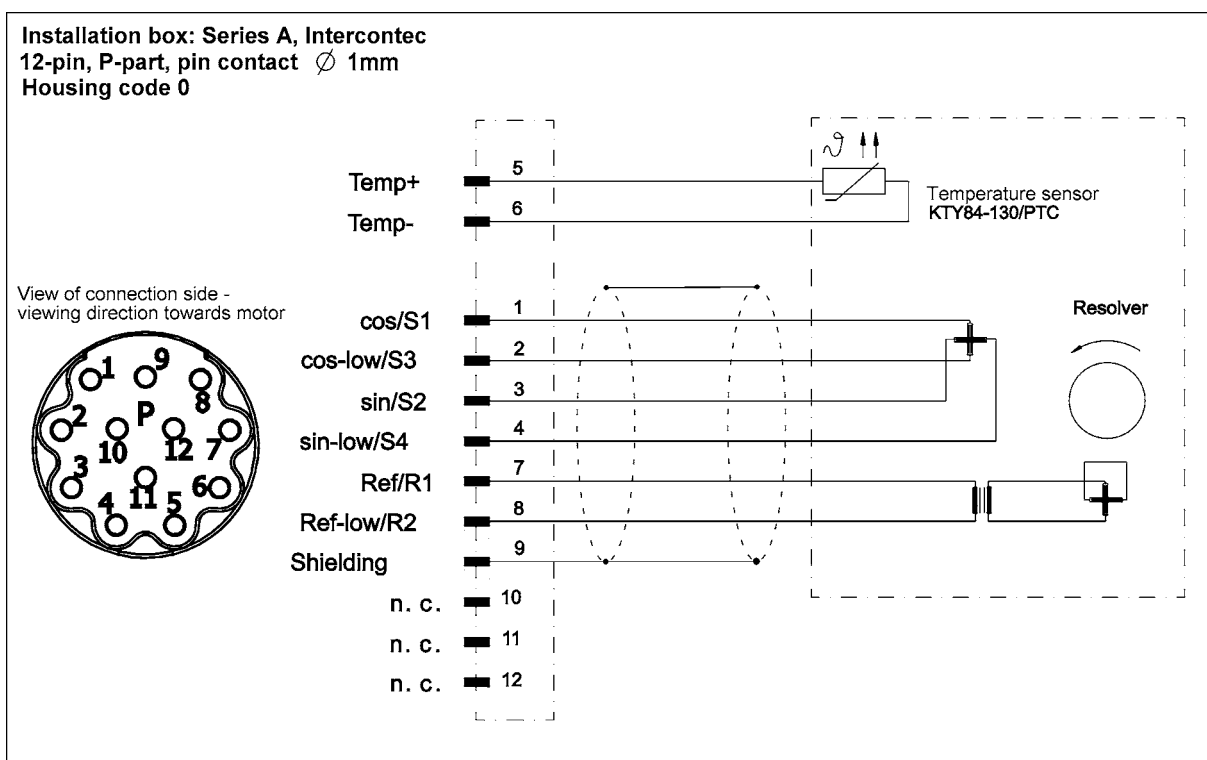 Installation box: Series A, Intercontec
12-pin, P-part, pin contact ∅ 1mm
Housing code 0
Temp+ 5
Temp- 6
ϑ
Temperature sensor
KTY84-130/PTC
View of connection side -
viewing direction towards motor
1
9
8
2
P
10
12
7
3
11
6
4
5
cos/S1 1
cos-low/S3 2
sin/S2 3
sin-low/S4 4
Ref/R1 7
Ref-low/R2 8
Shielding 9
n. c. 10
n. c. 11
n. c. 12
Resolver